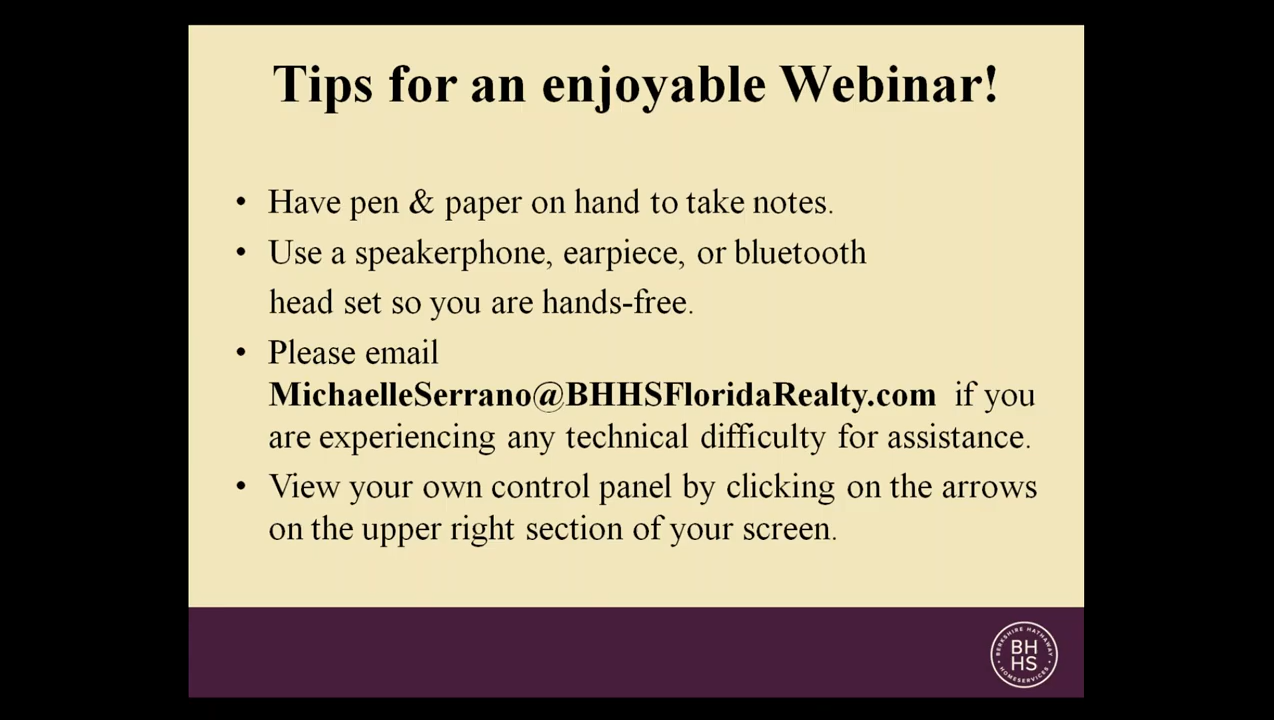 Tips for an enjoyable Webinar!
• Have pen & paper on hand to take notes.
• Use a speakerphone, earpiece, or bluetooth
head set so you are hands-free.
• Please email
MichaelleSerrano@BHHSFloridaRealty.com if you
are experiencing any technical difficulty for assistance.
• View your own control panel by clicking on the arrows
on the upper right section of your screen.
BERKSHIRE HATHAWAY
BH
HS
HOMESERVICES